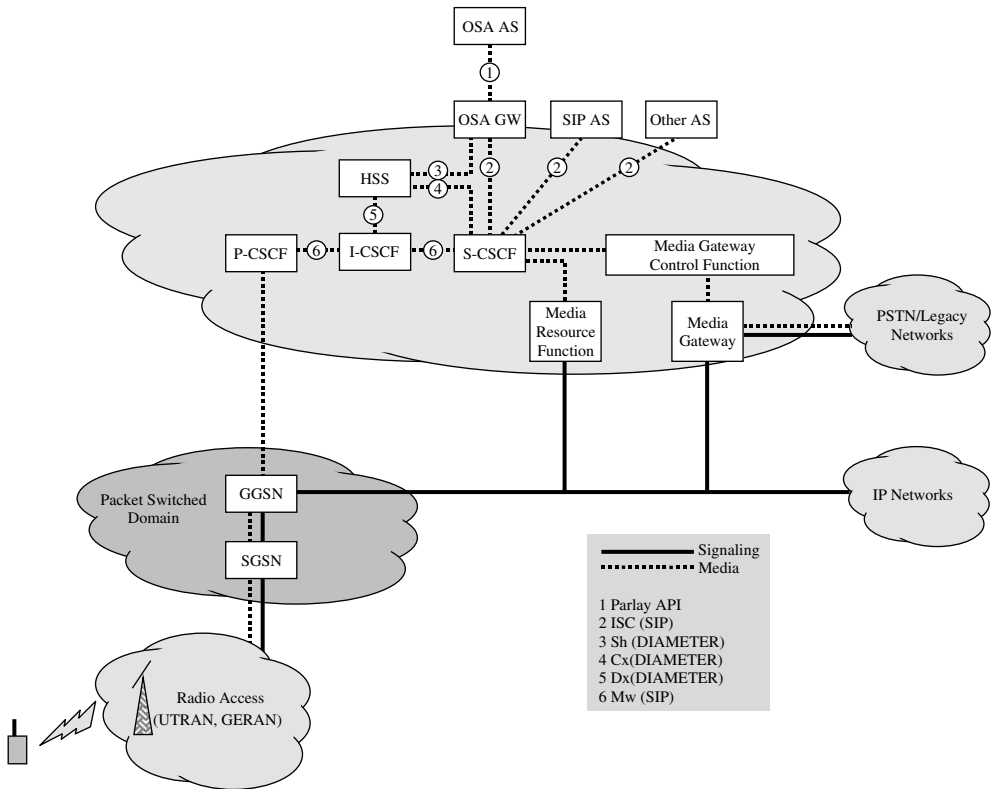 OSA AS
1
OSA GW
SIP AS
Other AS
HSS
3
4
2
2
2
5
P-CSCF
6
I-CSCF
6
S-CSCF
Media Gateway
Control Function
Media
Resource
Function
Media
Gateway
PSTN/Legacy
Networks
Packet Switched
Domain
GGSN
IP Networks
SGSN
Signaling
Media
1 Parlay API
2 ISC (SIP)
3 Sh (DIAMETER)
4 Cx(DIAMETER)
5 Dx(DIAMETER)
6 Mw (SIP)
Radio Access
(UTRAN, GERAN)